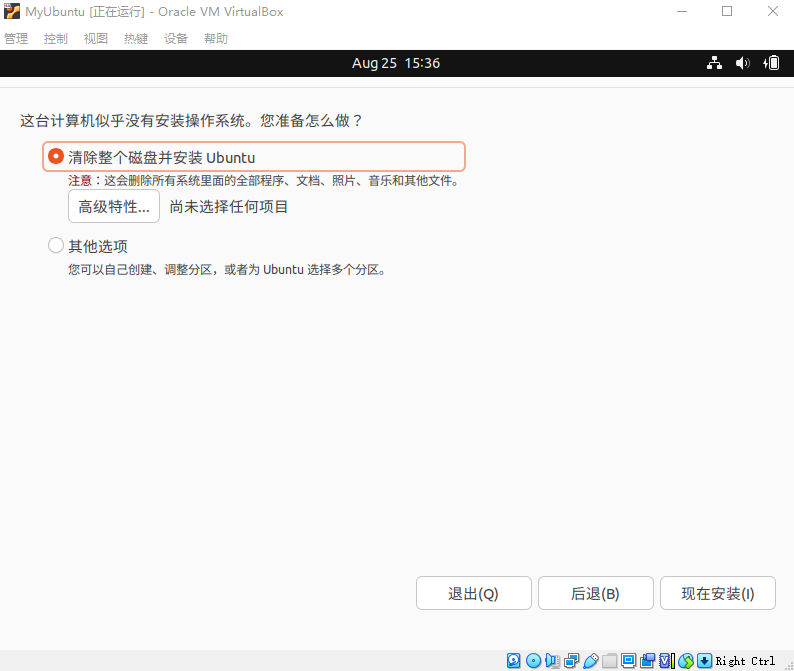 MyUbuntu [正在运行] - Oracle VM VirtualBox
管理 控制 视图 热键 设备 帮助
Aug 25 15:36
这台计算机似乎没有安装操作系统。您准备怎么做？
清除整个磁盘并安装 Ubuntu
注意：这会删除所有系统里面的全部程序、文档、照片、音乐和其他文件。
高级特性... 尚未选择任何项目
其他选项
您可以自己创建、调整分区，或者为 Ubuntu 选择多个分区。
退出(Q) 后退(B) 现在安装(I)
Right Ctrl